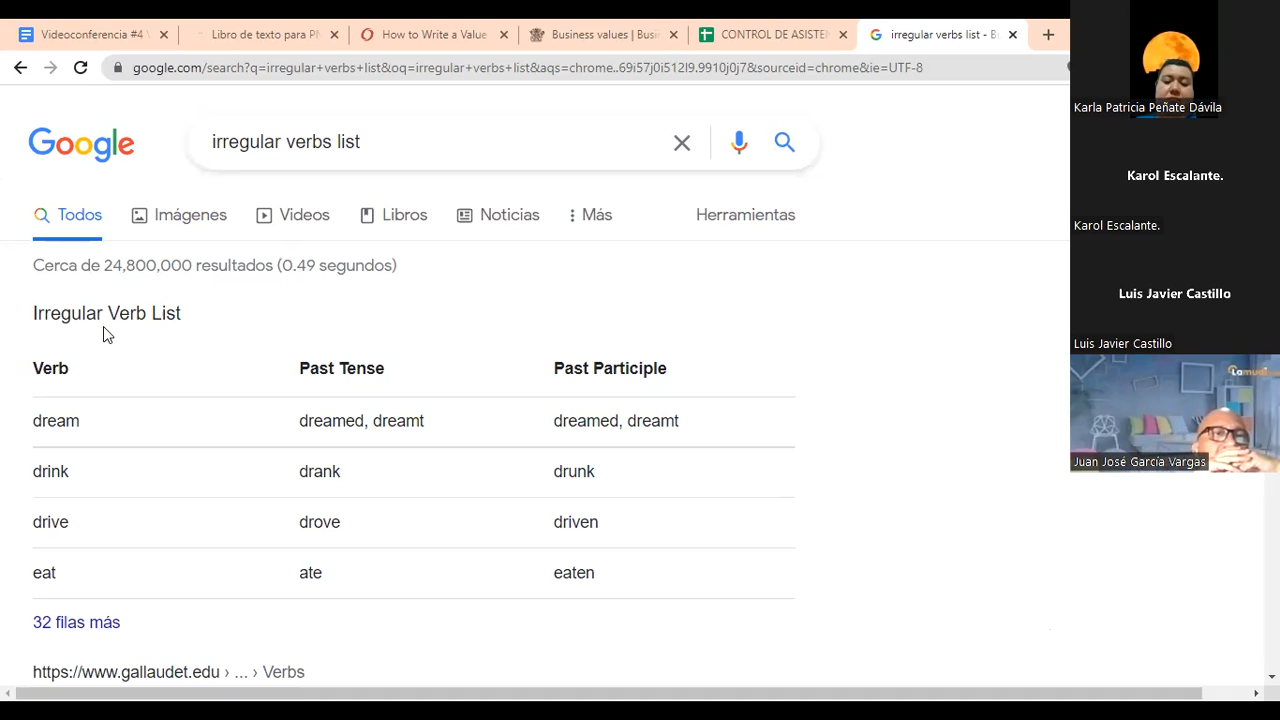 Videoconferencia #4
Libro de texto para
How to Write a Value
Business values | Busi
CONTROL DE ASISTE
irregular verbs list -
google.com/search?q=irregular+verbs+list&oq=irregular+verbs+list&aqs=chrome..69i57j0i512l9.9910j0j7&sourceid=chrome&ie=UTF-8
Google
irregular verbs list
Todos Imágenes Videos Libros Noticias Más Herramientas
Cerca de 24,800,000 resultados (0.49 segundos)
Irregular Verb List
Verb Past Tense Past Participle
dream dreamed, dreamt dreamed, dreamt
drink drank drunk
drive drove driven
eat ate eaten
32 filas más
https://www.gallaudet.edu › ... › Verbs
Karla Patricia Peñate Dávila
Karol Escalante.
Karol Escalante.
Luis Javier Castillo
Luis Javier Castillo
Lamudi
Juan José García Vargas